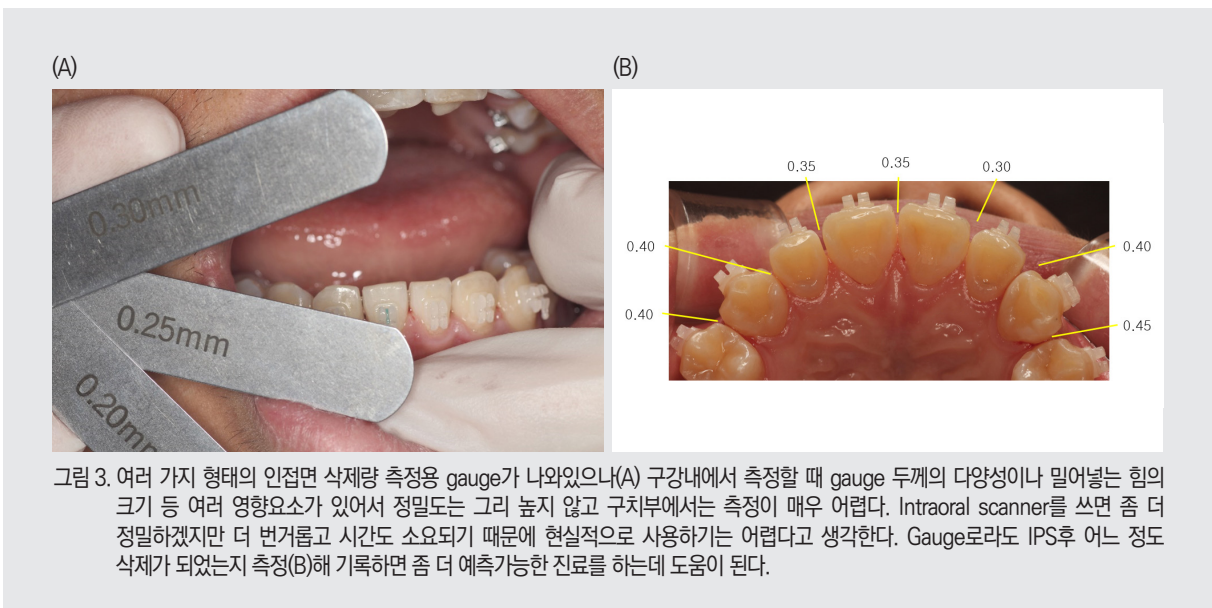 (A)
(B)
0.30mm
0.25mm
0.20m
0.35
0.35
0.30
0.40
0.40
0.40
0.45
그림 3. 여러 가지 형태의 인접면 삭제량 측정용 gauge가 나와있으나(A) 구강내에서 측정할 때 gauge 두께의 다양성이나 밀어넣는 힘의
크기 등 여러 영향요소가 있어서 정밀도는 그리 높지 않고 구치부에서는 측정이 매우 어렵다. Intraoral scanner를 쓰면 좀 더
정밀하겠지만 더 번거롭고 시간도 소요되기 때문에 현실적으로 사용하기는 어렵다고 생각한다. Gauge로라도 IPS후 어느 정도
삭제가 되었는지 측정(B)해 기록하면 좀 더 예측가능한 진료를 하는데 도움이 된다.